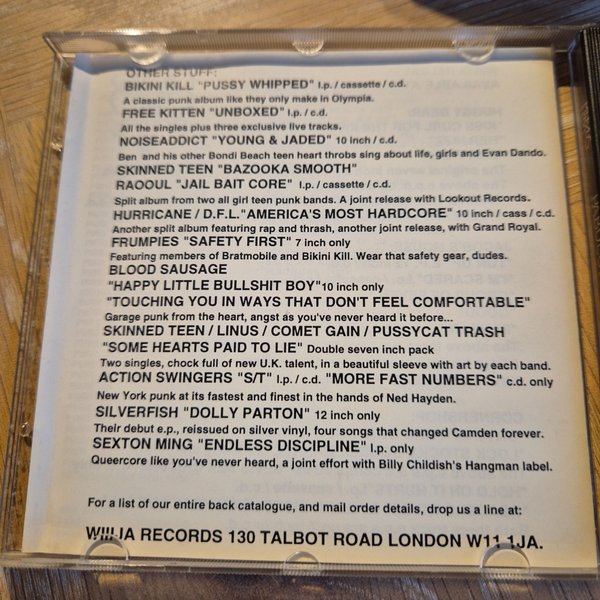 OTHER STUFF:
BIKINI KILL "PUSSY WHIPPED" l.p. / cassette / c.d.
A classic punk album like they only make in Olympia.
FREE KITTEN "UNBOXED" l.p. / c.d.
All the singles plus three exclusive live tracks.
NOISEADDICT "YOUNG & JADED" 10 inch / c.d.
Ben and his other Bondi Beach teen heart throbs sing about life, girls and Evan Dando.
SKINNED TEEN "BAZOOKA SMOOTH"
RAOOUL "JAIL BAIT CORE" l.p. / cassette / c.d.
Split album from two all girl teen punk bands. A joint release with Lookout Records.
HURRICANE / D.F.L."AMERICA'S MOST HARDCORE" 10 inch / cass / c.d.
Another split album featuring rap and thrash, another joint release, with Grand Royal.
FRUMPIES "SAFETY FIRST" 7 inch only
Featuring members of Bratmobile and Bikini Kill. Wear that safety gear, dudes.
BLOOD SAUSAGE
"HAPPY LITTLE BULLSHIT BOY" 10 inch only
"TOUCHING YOU IN WAYS THAT DON'T FEEL COMFORTABLE"
Garage punk from the heart, angst as you've never heard it before...
SKINNED TEEN / LINUS / COMET GAIN / PUSSYCAT TRASH
"SOME HEARTS PAID TO LIE" Double seven inch pack
Two singles, chock full of new U.K. talent, in a beautiful sleeve with art by each band.
ACTION SWINGERS "S/T" l.p. / c.d. "MORE FAST NUMBERS" c.d. only
New York punk at its fastest and finest in the hands of Ned Hayden.
SILVERFISH "DOLLY PARTON" 12 inch only
Their debut e.p., reissued on silver vinyl, four songs that changed Camden forever.
SEXTON MING "ENDLESS DISCIPLINE" l.p only
Queercore like you've never heard, a joint effort with Billy Childish's Hangman label.
For a list of our entire back catalogue, and mail order details, drop us a line at:
WIIIJA RECORDS 130 TALBOT ROAD LONDON W11 1JA.